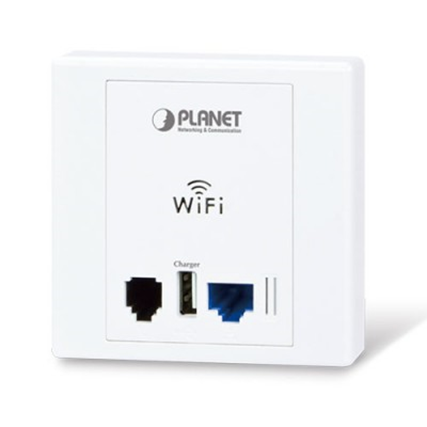 PLANET
Networking & Communication
WiFi
Charger